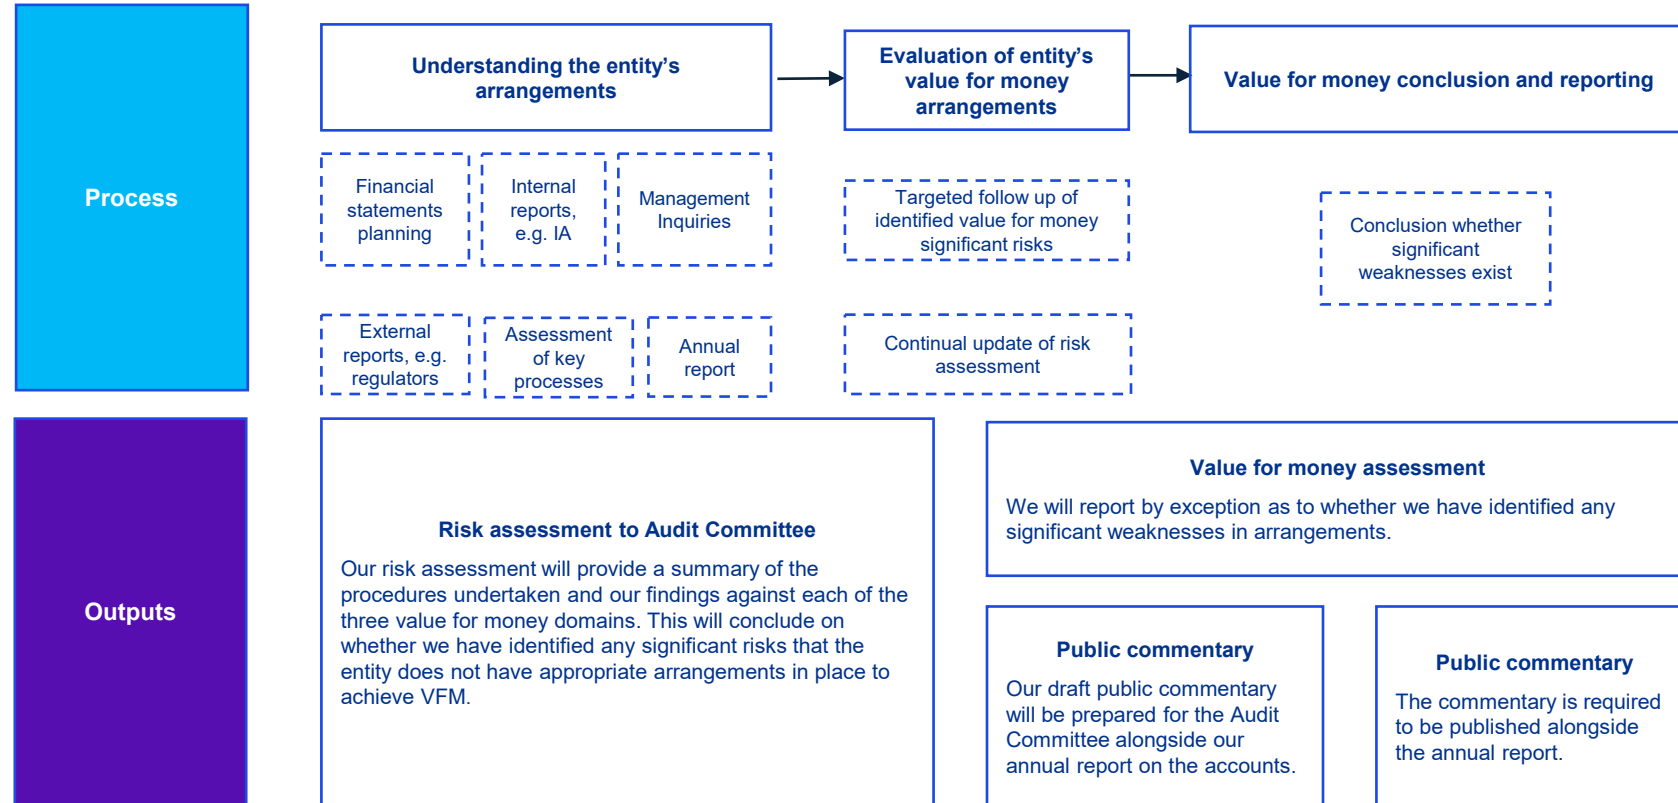 Process
Understanding the entity's
arrangements
Evaluation of entity's
value for money
arrangements
Value for money conclusion and reporting
Financial
statements
planning
Internal
reports,
e.g. IA
Management
Inquiries
Targeted follow up of
identified value for money
significant risks
Conclusion whether
significant
weaknesses exist
External
reports, e.g.
regulators
Assessment
of key
processes
Annual
report
Continual update of risk
assessment
Outputs
Risk assessment to Audit Committee
Our risk assessment will provide a summary of the
procedures undertaken and our findings against each of the
three value for money domains. This will conclude on
whether we have identified any significant risks that the
entity does not have appropriate arrangements in place to
achieve VFM.
Value for money assessment
We will report by exception as to whether we have identified any
significant weaknesses in arrangements.
Public commentary
Our draft public commentary
will be prepared for the Audit
Committee alongside our
annual report on the accounts.
Public commentary
The commentary is required
to be published alongside
the annual report.